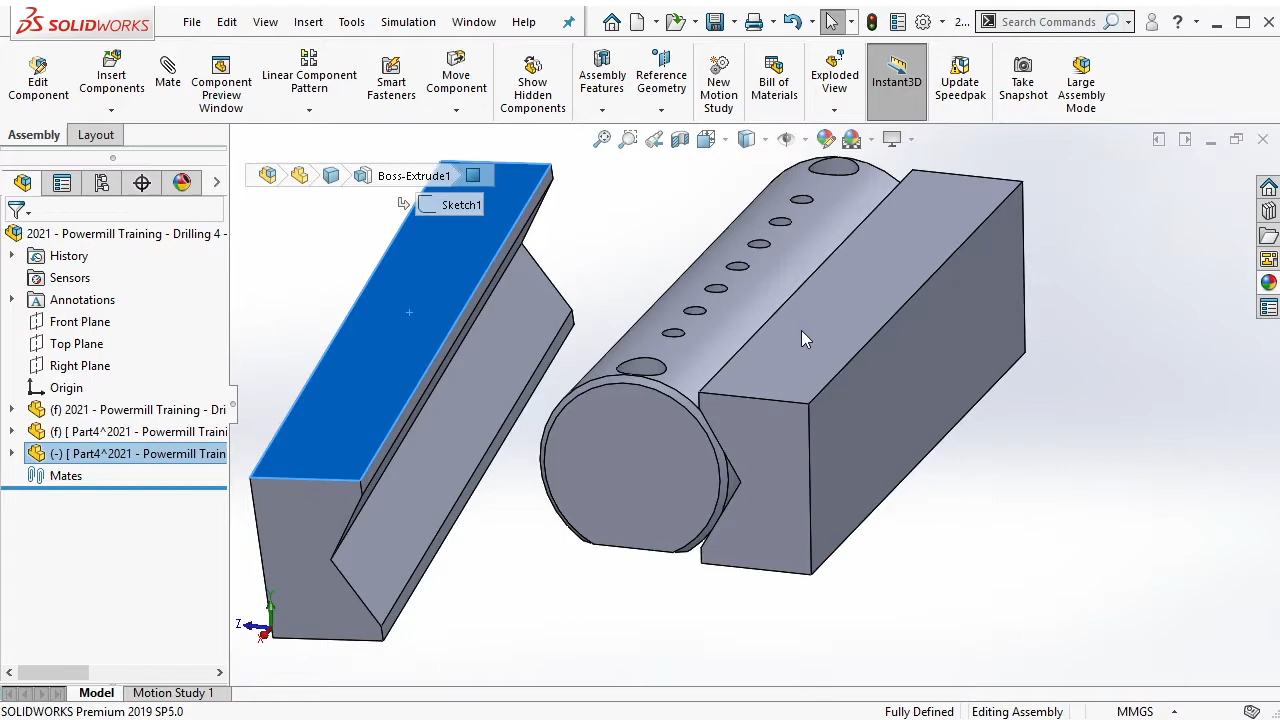 SOLIDWORKS
File Edit View Insert Tools Simulation Window Help
2...
Search Commands
?
Edit Component
Insert Components
Mate
Component Preview Window
Linear Component Pattern
Smart Fasteners
Move Component
Show Hidden Components
Assembly Features
Reference Geometry
New Motion Study
Bill of Materials
Exploded View
Instant3D
Update Speedpak
Take Snapshot
Large Assembly Mode
Assembly Layout
Boss-Extrude1
Sketch1
2021 - Powermill Training - Drilling 4 -
History
Sensors
Annotations
Front Plane
Top Plane
Right Plane
Origin
(f) 2021 - Powermill Training - Dri
(f) [ Part4^2021 - Powermill Traini
(-) [ Part4^2021 - Powermill Train
Mates
Y
Z
X
Model Motion Study 1
SOLIDWORKS Premium 2019 SP5.0
Fully Defined Editing Assembly MMGS